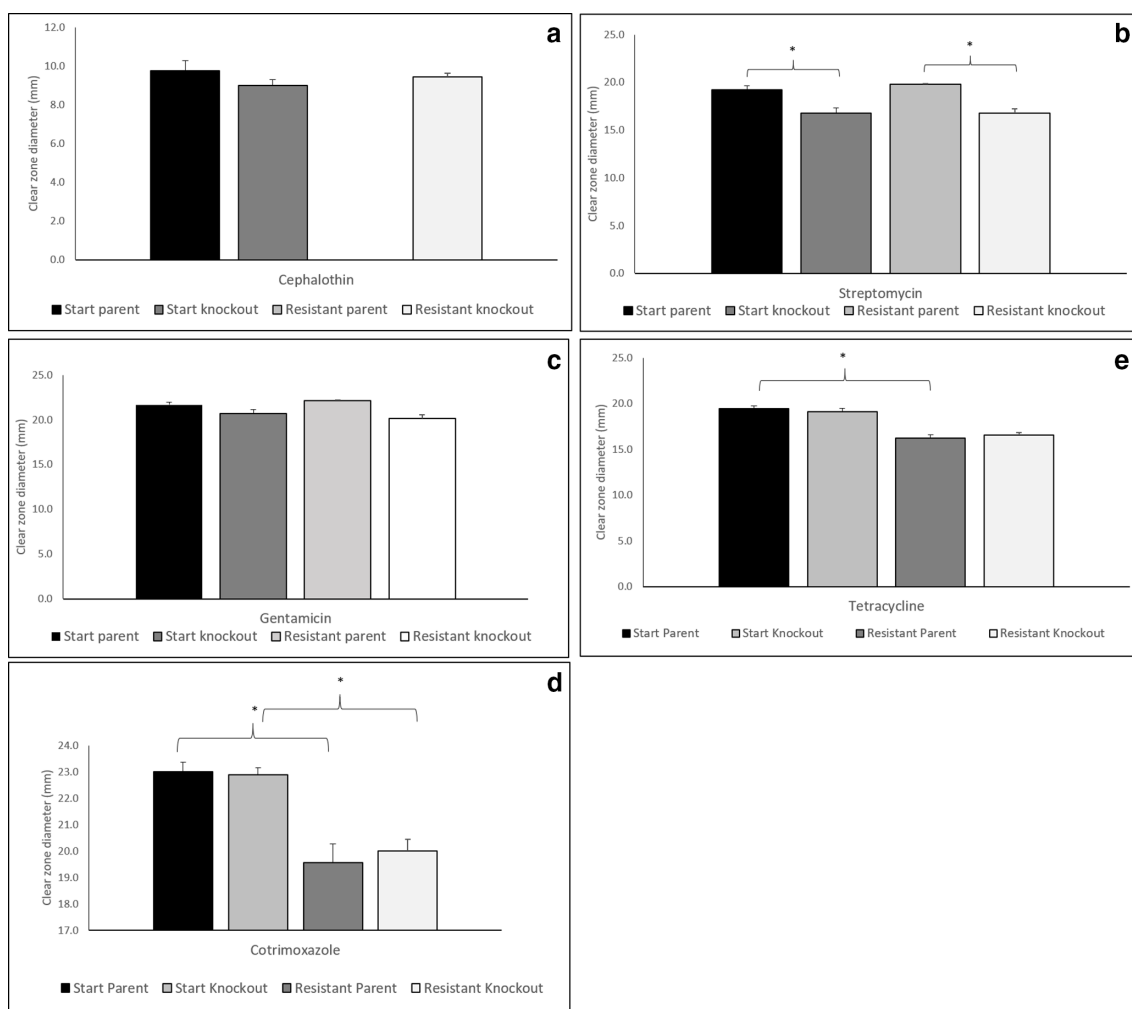 a
12.0
10.0
8.0
6.0
4.0
2.0
0.0
Clear zone diameter (mm)
Cephalothin
Start parent Start knockout Resistant parent Resistant knockout
b
25.0
20.0
15.0
10.0
5.0
0.0
Clear zone diameter (mm)
* *
Streptomycin
Start parent Start knockout Resistant parent Resistant knockout
c
25.0
20.0
15.0
10.0
5.0
0.0
Clear zone diameter (mm)
Gentamicin
Start parent Start knockout Resistant parent Resistant knockout
e
25.0
20.0
15.0
10.0
5.0
0.0
Clear zone diameter (mm)
*
Tetracycline
Start Parent Start Knockout Resistant Parent Resistant Knockout
d
*
*
24.0
23.0
22.0
21.0
20.0
19.0
18.0
17.0
Clear zone diameter (mm)
Cotrimoxazole
Start Parent Start Knockout Resistant Parent Resistant Knockout